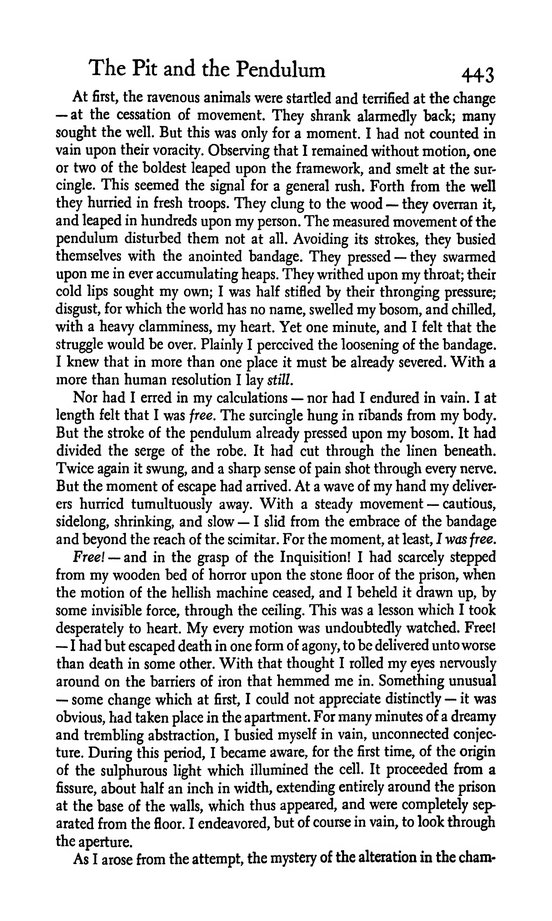 The Pit and the Pendulum
443
At first, the ravenous animals were startled and terrified at the change
— at the cessation of movement. They shrank alarmedly back; many
sought the well. But this was only for a moment. I had not counted in
vain upon their voracity. Observing that I remained without motion, one
or two of the boldest leaped upon the framework, and smelt at the sur-
cingle. This seemed the signal for a general rush. Forth from the well
they hurried in fresh troops. They clung to the wood — they overran it,
and leaped in hundreds upon my person. The measured movement of the
pendulum disturbed them not at all. Avoiding its strokes, they busied
themselves with the anointed bandage. They pressed — they swarmed
upon me in ever accumulating heaps. They writhed upon my throat; their
cold lips sought my own; I was half stifled by their thronging pressure;
disgust, for which the world has no name, swelled my bosom, and chilled,
with a heavy clamminess, my heart. Yet one minute, and I felt that the
struggle would be over. Plainly I perceived the loosening of the bandage.
I knew that in more than one place it must be already severed. With a
more than human resolution I lay still.
Nor had I erred in my calculations — nor had I endured in vain. I at
length felt that I was free. The surcingle hung in ribands from my body.
But the stroke of the pendulum already pressed upon my bosom. It had
divided the serge of the robe. It had cut through the linen beneath.
Twice again it swung, and a sharp sense of pain shot through every nerve.
But the moment of escape had arrived. At a wave of my hand my deliver-
ers hurried tumultuously away. With a steady movement — cautious,
sidelong, shrinking, and slow — I slid from the embrace of the bandage
and beyond the reach of the scimitar. For the moment, at least, I was free.
Free! — and in the grasp of the Inquisition! I had scarcely stepped
from my wooden bed of horror upon the stone floor of the prison, when
the motion of the hellish machine ceased, and I beheld it drawn up, by
some invisible force, through the ceiling. This was a lesson which I took
desperately to heart. My every motion was undoubtedly watched. Free!
— I had but escaped death in one form of agony, to be delivered unto worse
than death in some other. With that thought I rolled my eyes nervously
around on the barriers of iron that hemmed me in. Something unusual
— some change which at first, I could not appreciate distinctly — it was
obvious, had taken place in the apartment. For many minutes of a dreamy
and trembling abstraction, I busied myself in vain, unconnected conjec-
ture. During this period, I became aware, for the first time, of the origin
of the sulphurous light which illumined the cell. It proceeded from a
fissure, about half an inch in width, extending entirely around the prison
at the base of the walls, which thus appeared, and were completely sep-
arated from the floor. I endeavored, but of course in vain, to look through
the aperture.
As I arose from the attempt, the mystery of the alteration in the cham-